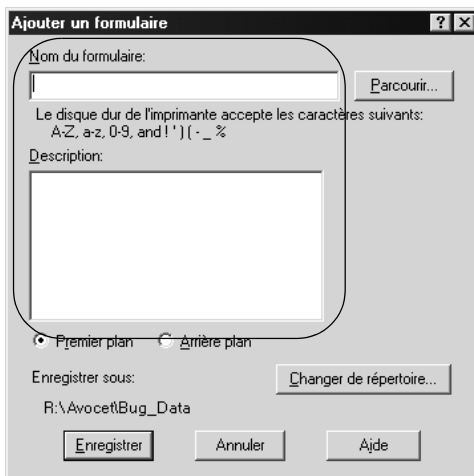 Ajouter un formulaire
Nom du formulaire:
Parcourir...
Le disque dur de l'imprimante accepte les caractères suivants:
A-Z, a-z, 0-9, and ! ' ) ( - _ %
Description:
Premier plan Arrière plan
Enregistrer sous: Changer de répertoire...
R:\Avocet\Bug_Data
Enregistrer Annuler Aide